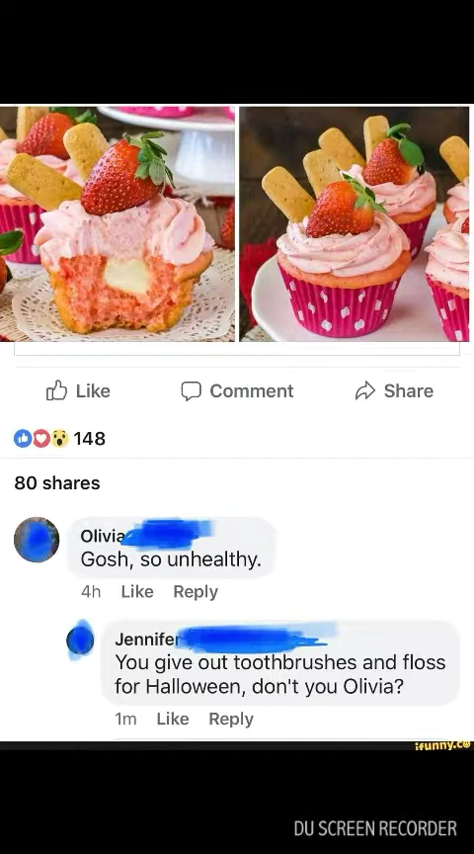 Like Comment Share
148
80 shares
Olivia
Gosh, so unhealthy.
4h Like Reply
Jennifer
You give out toothbrushes and floss
for Halloween, don't you Olivia?
1m Like Reply
ifunny.co
DU SCREEN RECORDER